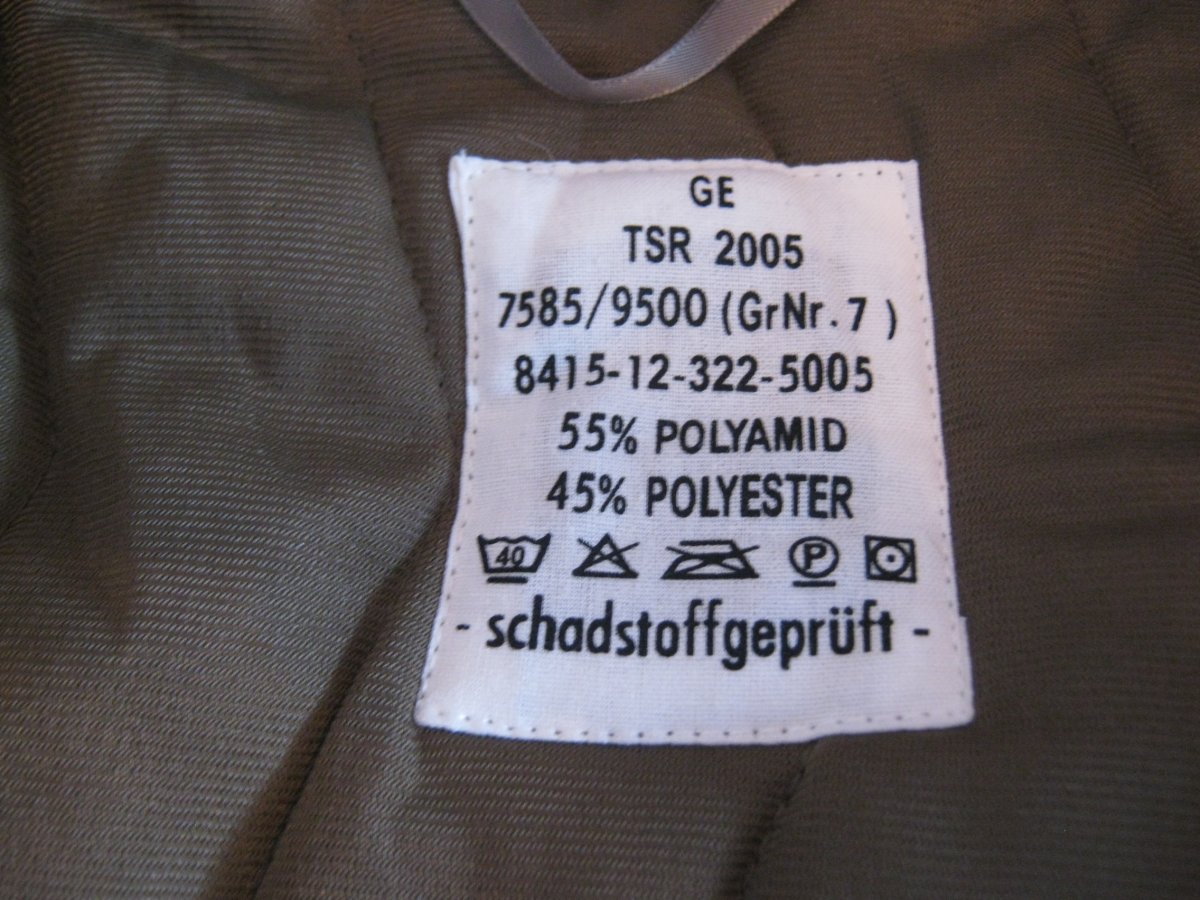 GE
TSR 2005
7585/9500 (GrNr. 7 )
8415-12-322-5005
55% POLYAMID
45% POLYESTER
40 P
- schadstoffgeprüft -